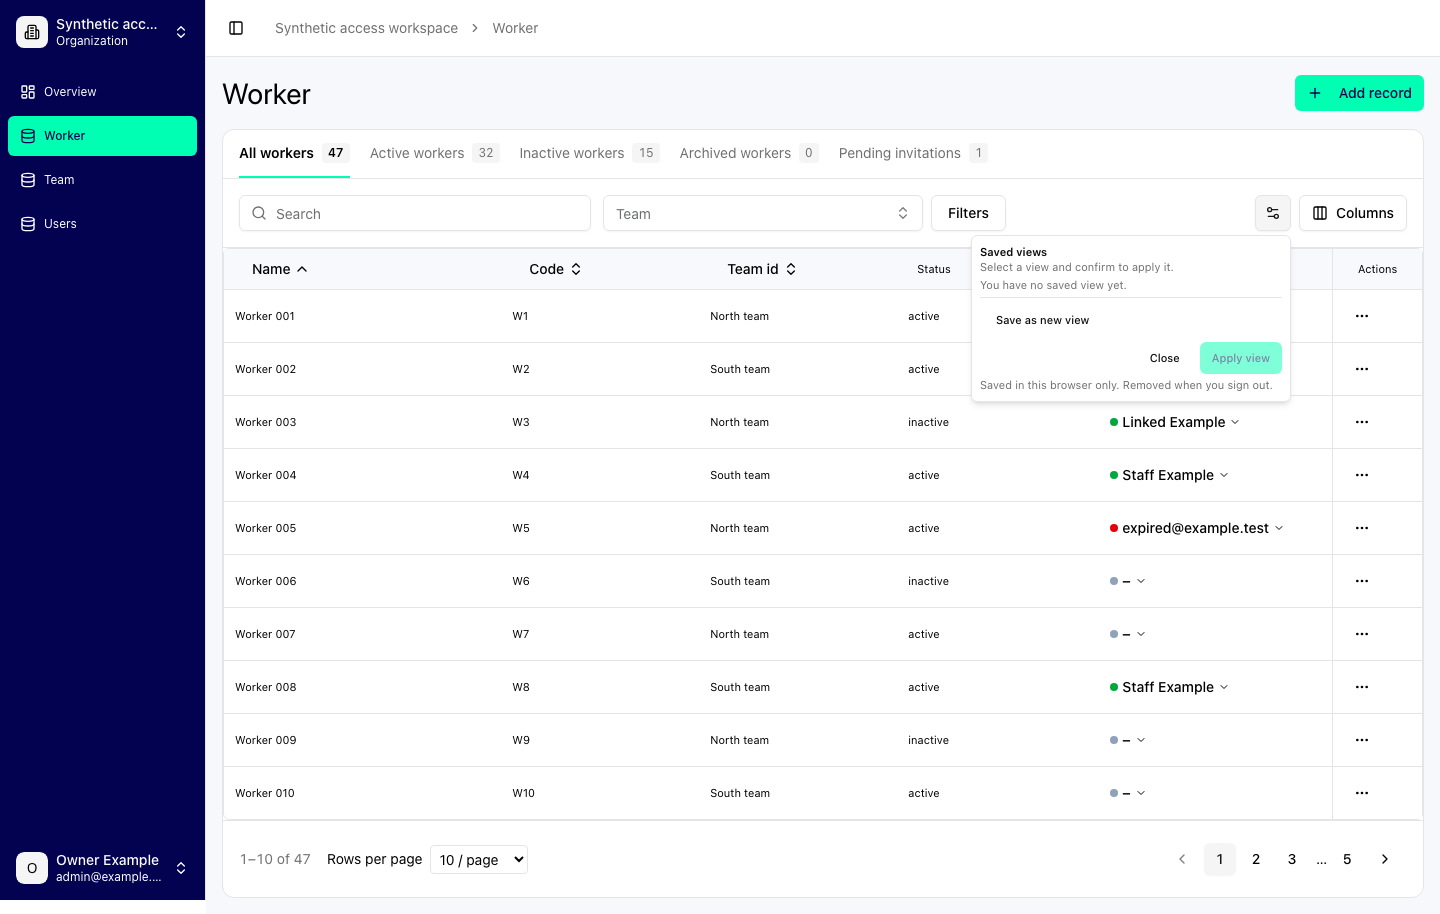 Synthetic acc...
Organization
Overview
Worker
Team
Users
Owner Example
admin@example....
Synthetic access workspace
Worker
Worker
Add record
All workers 47
Active workers 32
Inactive workers 15
Archived workers 0
Pending invitations 1
Search
Team
Filters
Columns
Saved views
Select a view and confirm to apply it.
You have no saved view yet.
Save as new view
Close
Apply view
Saved in this browser only. Removed when you sign out.
Name Code Team id Status Actions
Worker 001 W1 North team active
Worker 002 W2 South team active
Worker 003 W3 North team inactive Linked Example
Worker 004 W4 South team active Staff Example
Worker 005 W5 North team active expired@example.test
Worker 006 W6 South team inactive –
Worker 007 W7 North team active –
Worker 008 W8 South team active Staff Example
Worker 009 W9 North team inactive –
Worker 010 W10 South team active –
1–10 of 47 Rows per page 10 / page 1 2 3 ... 5